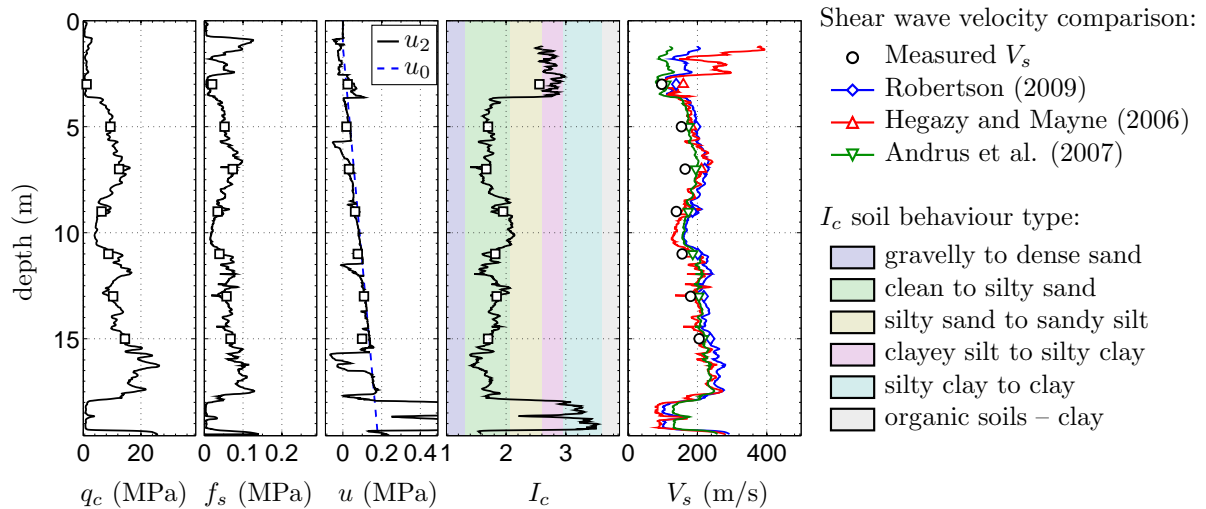 Shear wave velocity comparison:
Measured V_s
Robertson (2009)
Hegazy and Mayne (2006)
Andrus et al. (2007)
I_c soil behaviour type:
gravelly to dense sand
clean to silty sand
silty sand to sandy silt
clayey silt to silty clay
silty clay to clay
organic soils – clay
u_2
u_0
0
5
10
15
depth (m)
0 20
q_c (MPa)
0 0.1 0.2
f_s (MPa)
0 0.2 0.4
u (MPa)
1 2 3
I_c
0 200 400
V_s (m/s)